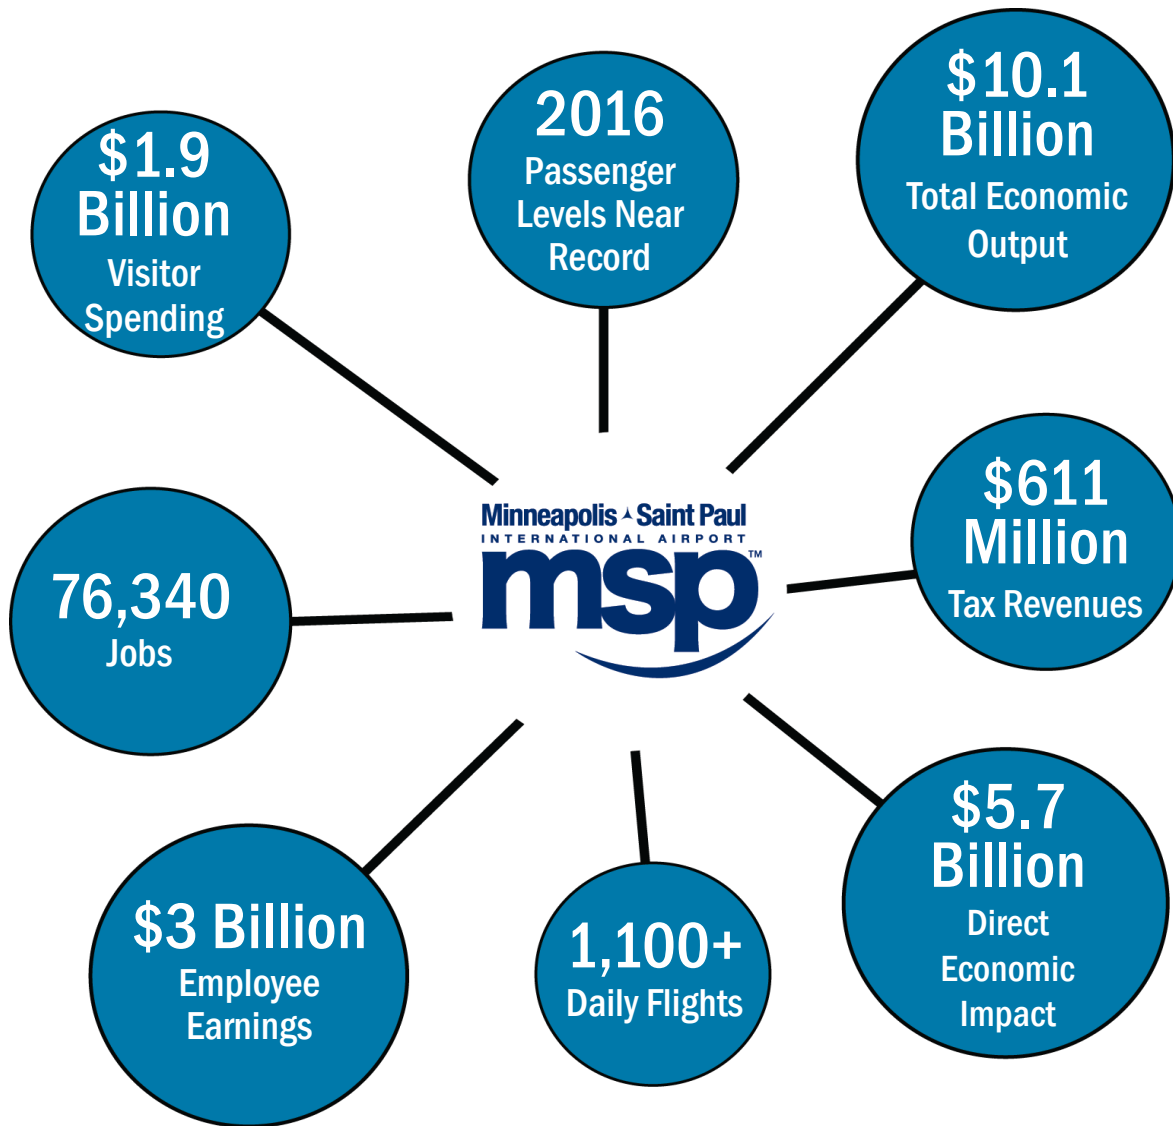 $1.9
Billion
Visitor
Spending
2016
Passenger
Levels Near
Record
$10.1
Billion
Total Economic
Output
Minneapolis Saint Paul
INTERNATIONAL AIRPORT
msp™
76,340
Jobs
$611
Million
Tax Revenues
$3 Billion
Employee
Earnings
1,100+
Daily Flights
$5.7
Billion
Direct
Economic
Impact